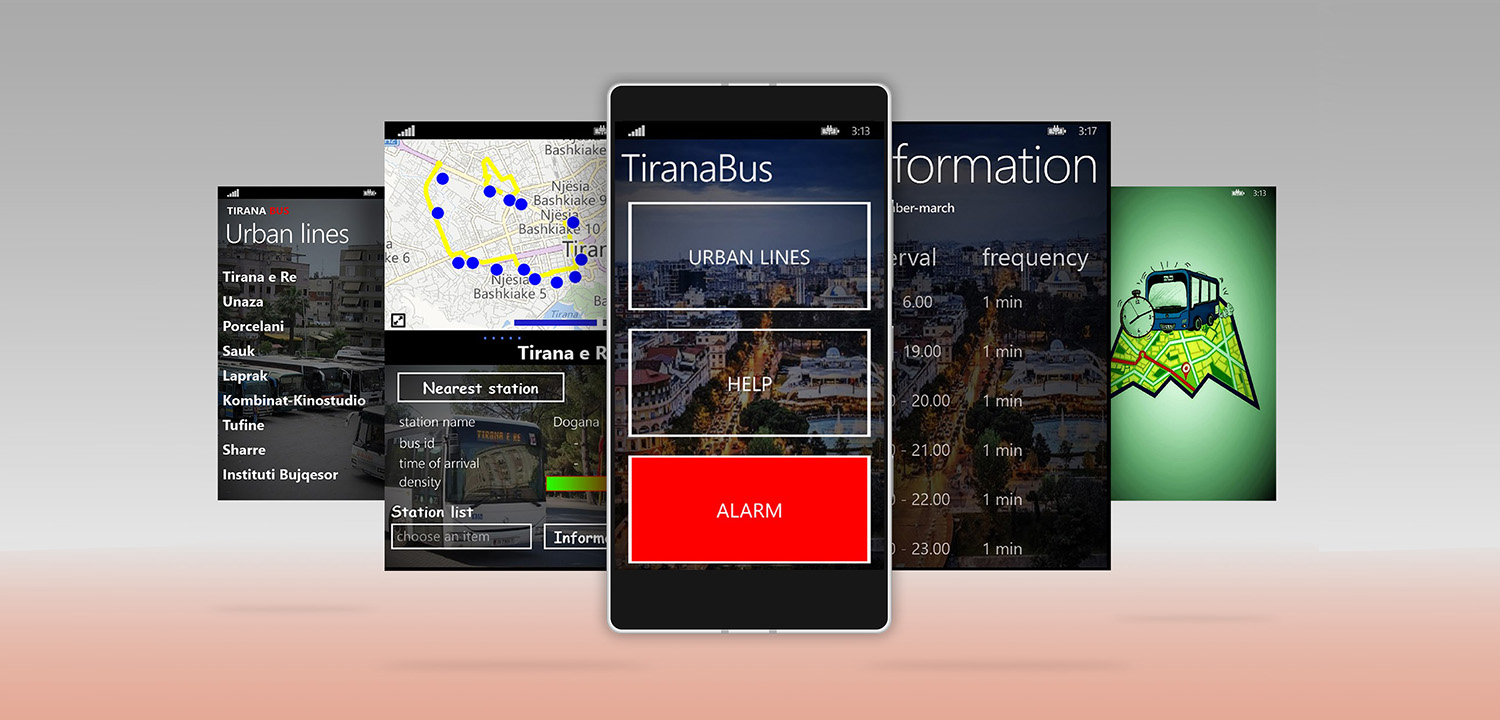 TIRANA BUS
Urban lines
Tirana e Re
Unaza
Porcelani
Sauk
Laprak
Kombinat-Kinostudio
Tufine
Sharre
Instituti Bujqesor
Bashkiake
Njësia
Bashkiake 9
Njësia
Bashkiake 10
Tirar
ke 6
Njësia
Bashkiake 5
Ba
Tirana
Tirana e R
Nearest station
station name Dogana
bus id -
time of arrival -
density
Station list
choose an item
Inform
3:13
TiranaBus
URBAN LINES
HELP
ALARM
3:17
formation
ber-march
erval frequency
6.00 1 min
19.00 1 min
0 - 20.00 1 min
0 - 21.00 1 min
0 - 22.00 1 min
0 - 23.00 1 min
3:13